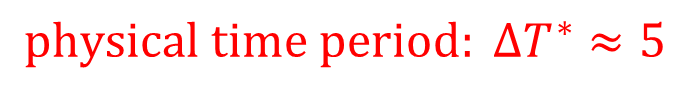 physical time period: Δ𝑇* ≈ 5